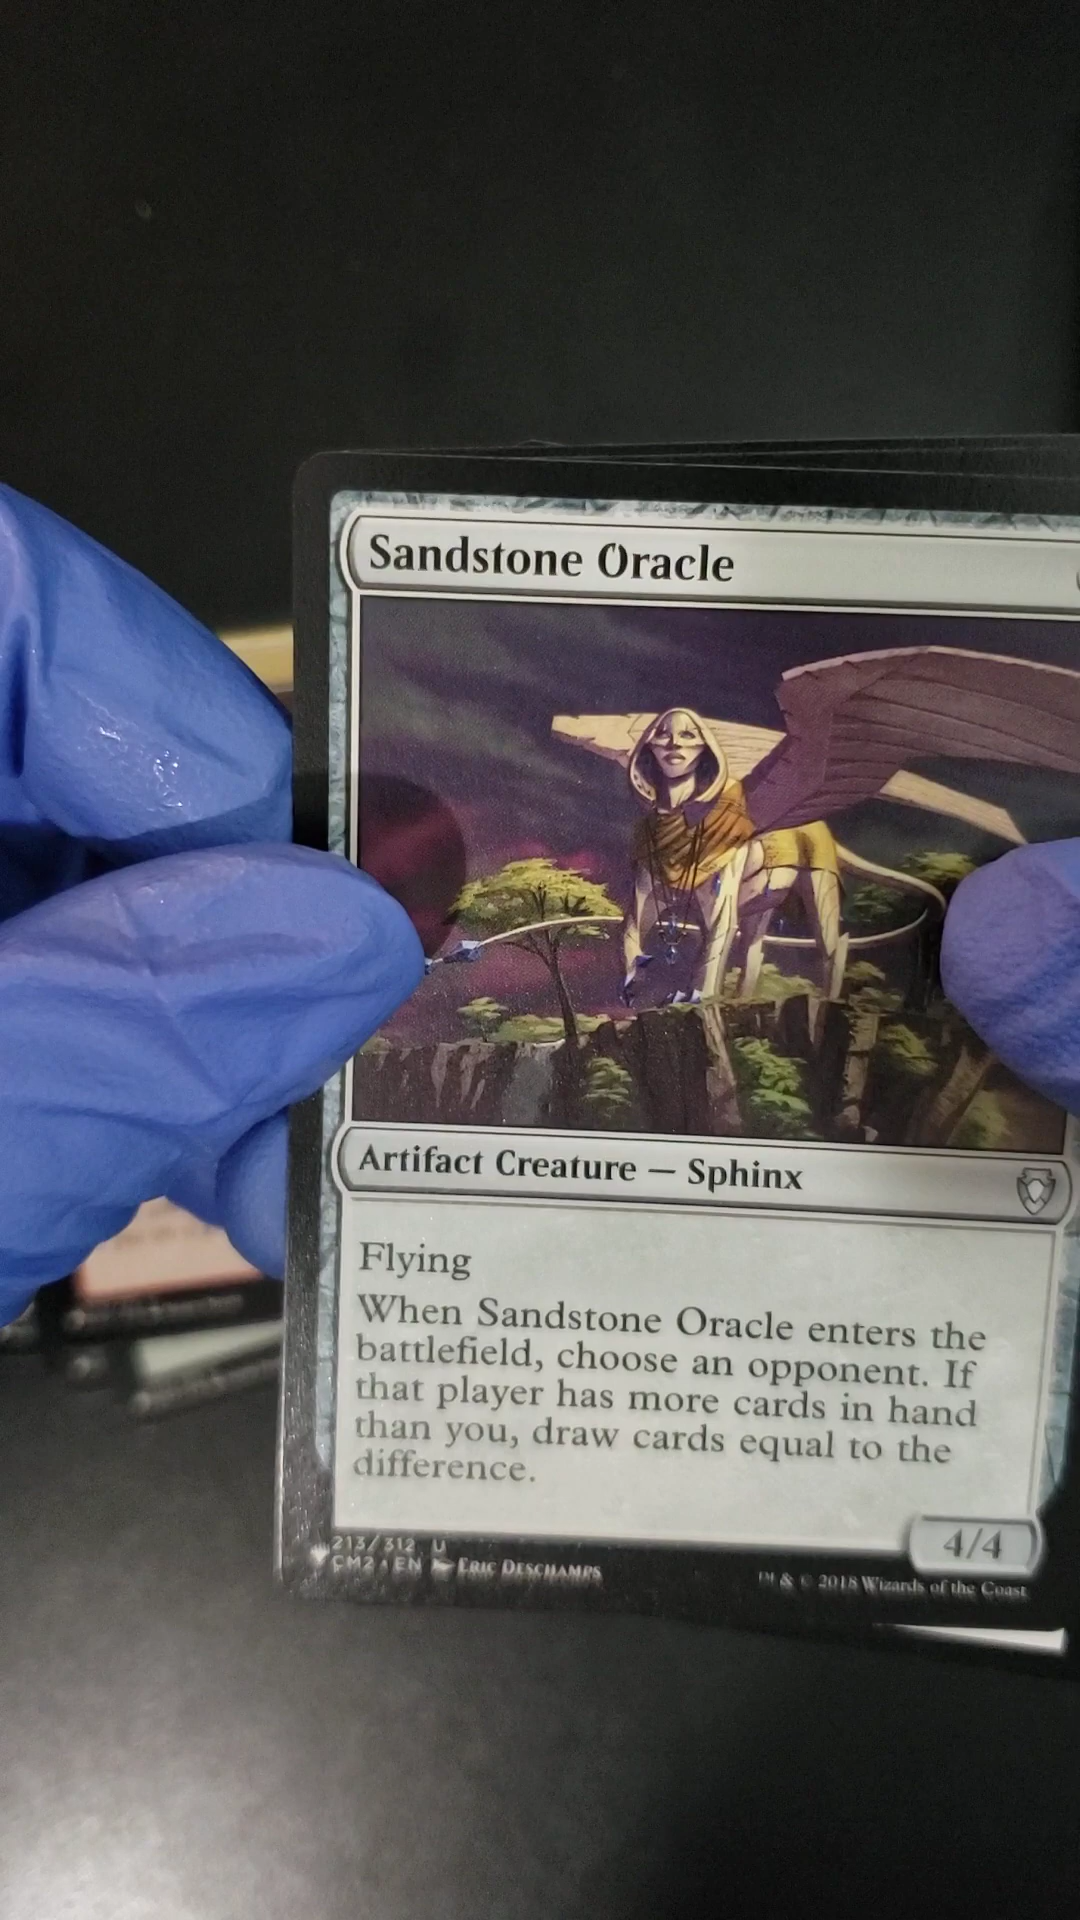 Sandstone Oracle
Artifact Creature — Sphinx
Flying
When Sandstone Oracle enters the
battlefield, choose an opponent. If
that player has more cards in hand
than you, draw cards equal to the
difference.
4/4
213/312 U
CM2 • EN Eric Deschamps
™ & © 2018 Wizards of the Coast